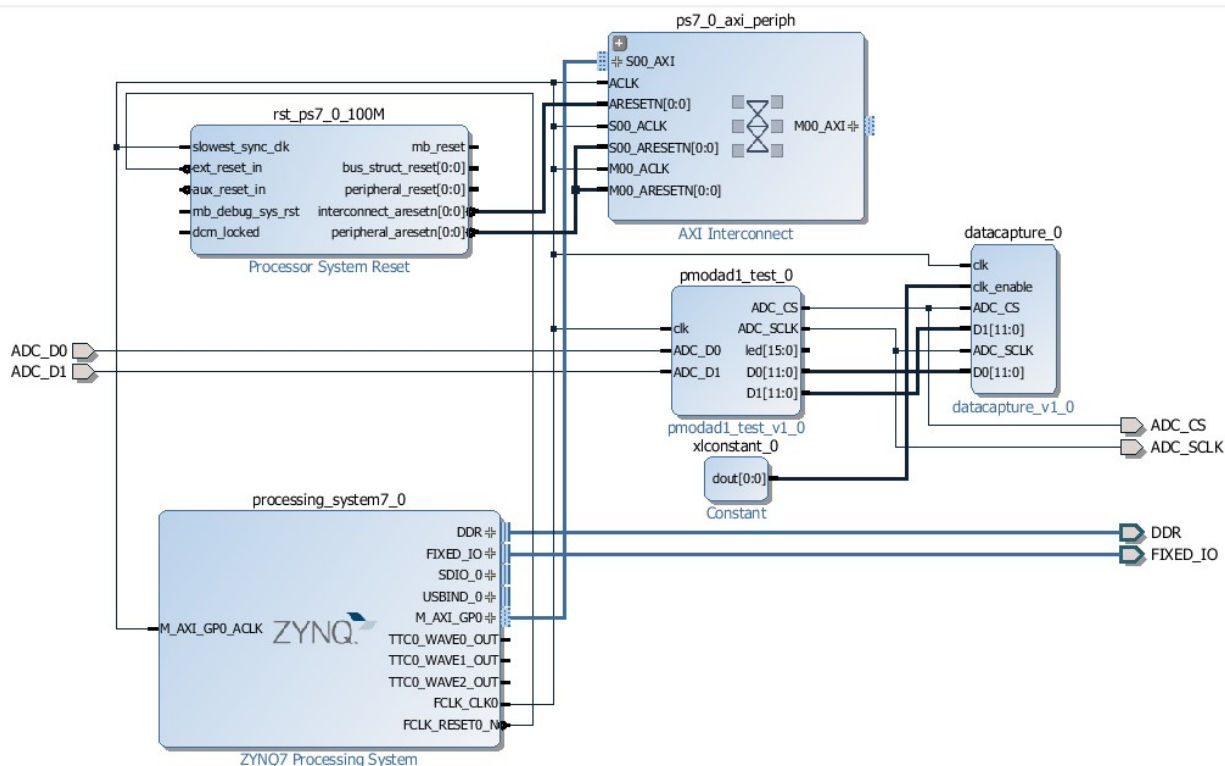 ps7_0_axi_periph
S00_AXI
ACLK
ARESETN[0:0]
S00_ACLK
S00_ARESETN[0:0]
M00_ACLK
M00_ARESETN[0:0]
M00_AXI
AXI Interconnect
rst_ps7_0_100M
slowest_sync_clk
ext_reset_in
aux_reset_in
mb_debug_sys_rst
dcm_locked
mb_reset
bus_struct_reset[0:0]
peripheral_reset[0:0]
interconnect_aresetn[0:0]
peripheral_aresetn[0:0]
Processor System Reset
datacapture_0
clk
clk_enable
ADC_CS
D1[11:0]
ADC_SCLK
D0[11:0]
datacapture_v1_0
pmodad1_test_0
clk
ADC_D0
ADC_D1
ADC_CS
ADC_SCLK
led[15:0]
D0[11:0]
D1[11:0]
pmodad1_test_v1_0
ADC_D0
ADC_D1
xlconstant_0
dout[0:0]
Constant
ADC_CS
ADC_SCLK
processing_system7_0
M_AXI_GP0_ACLK
ZYNQ
DDR
FIXED_IO
SDIO_0
USBIND_0
M_AXI_GP0
TTC0_WAVE0_OUT
TTC0_WAVE1_OUT
TTC0_WAVE2_OUT
FCLK_CLK0
FCLK_RESET0_N
ZYNQ7 Processing System
DDR
FIXED_IO